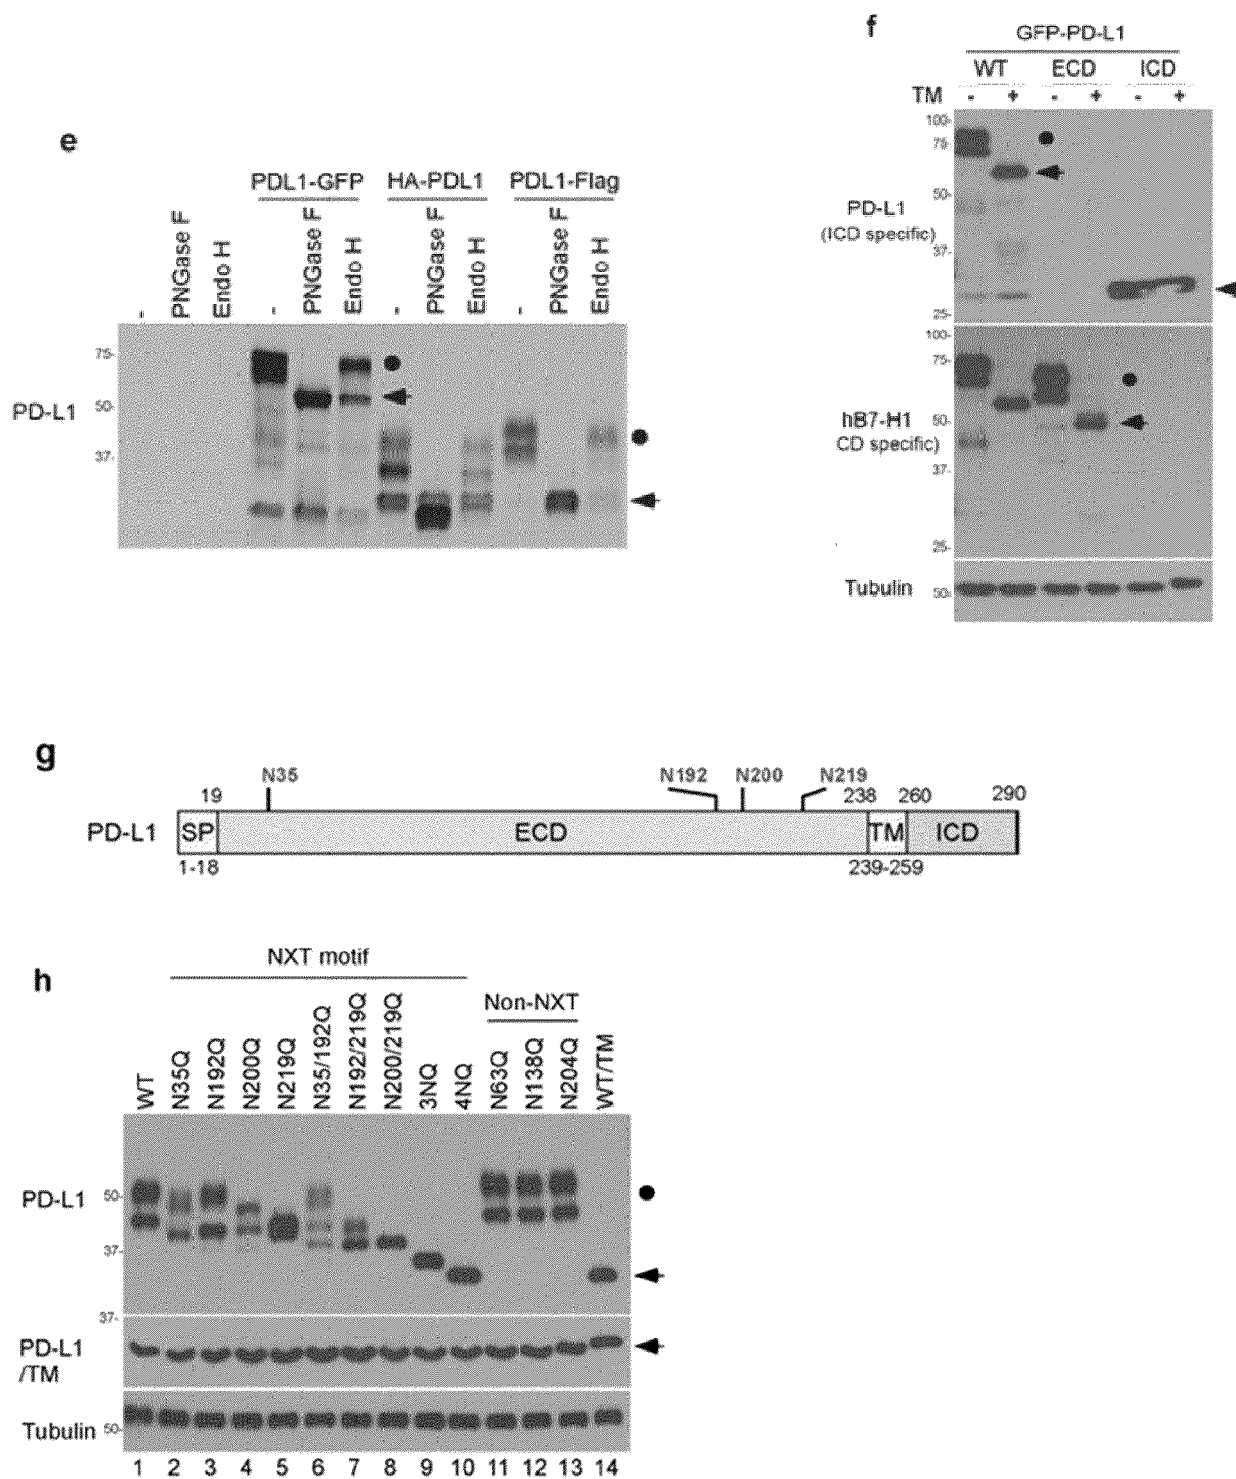 e
PDL1-GFP HA-PDL1 PDL1-Flag
- PNGase F Endo H - PNGase F Endo H - PNGase F Endo H - PNGase F Endo H
75-
PD-L1 50-
37-
f
GFP-PD-L1
WT ECD ICD
TM - + - + - +
100-
75-
50-
PD-L1
(ICD specific)
37-
25-
100-
75-
hB7-H1 50-
CD specific)
37-
25-
Tubulin 50-
g
N35 N192 N200 N219
19 238 260 290
PD-L1 SP ECD TM ICD
1-18 239-259
h
NXT motif
Non-NXT
WT N35Q N192Q N200Q N219Q N35/192Q N192/219Q N200/219Q 3NQ 4NQ N63Q N138Q N204Q WT/TM
PD-L1 50-
37-
37-
PD-L1
/TM
Tubulin 50-
1 2 3 4 5 6 7 8 9 10 11 12 13 14